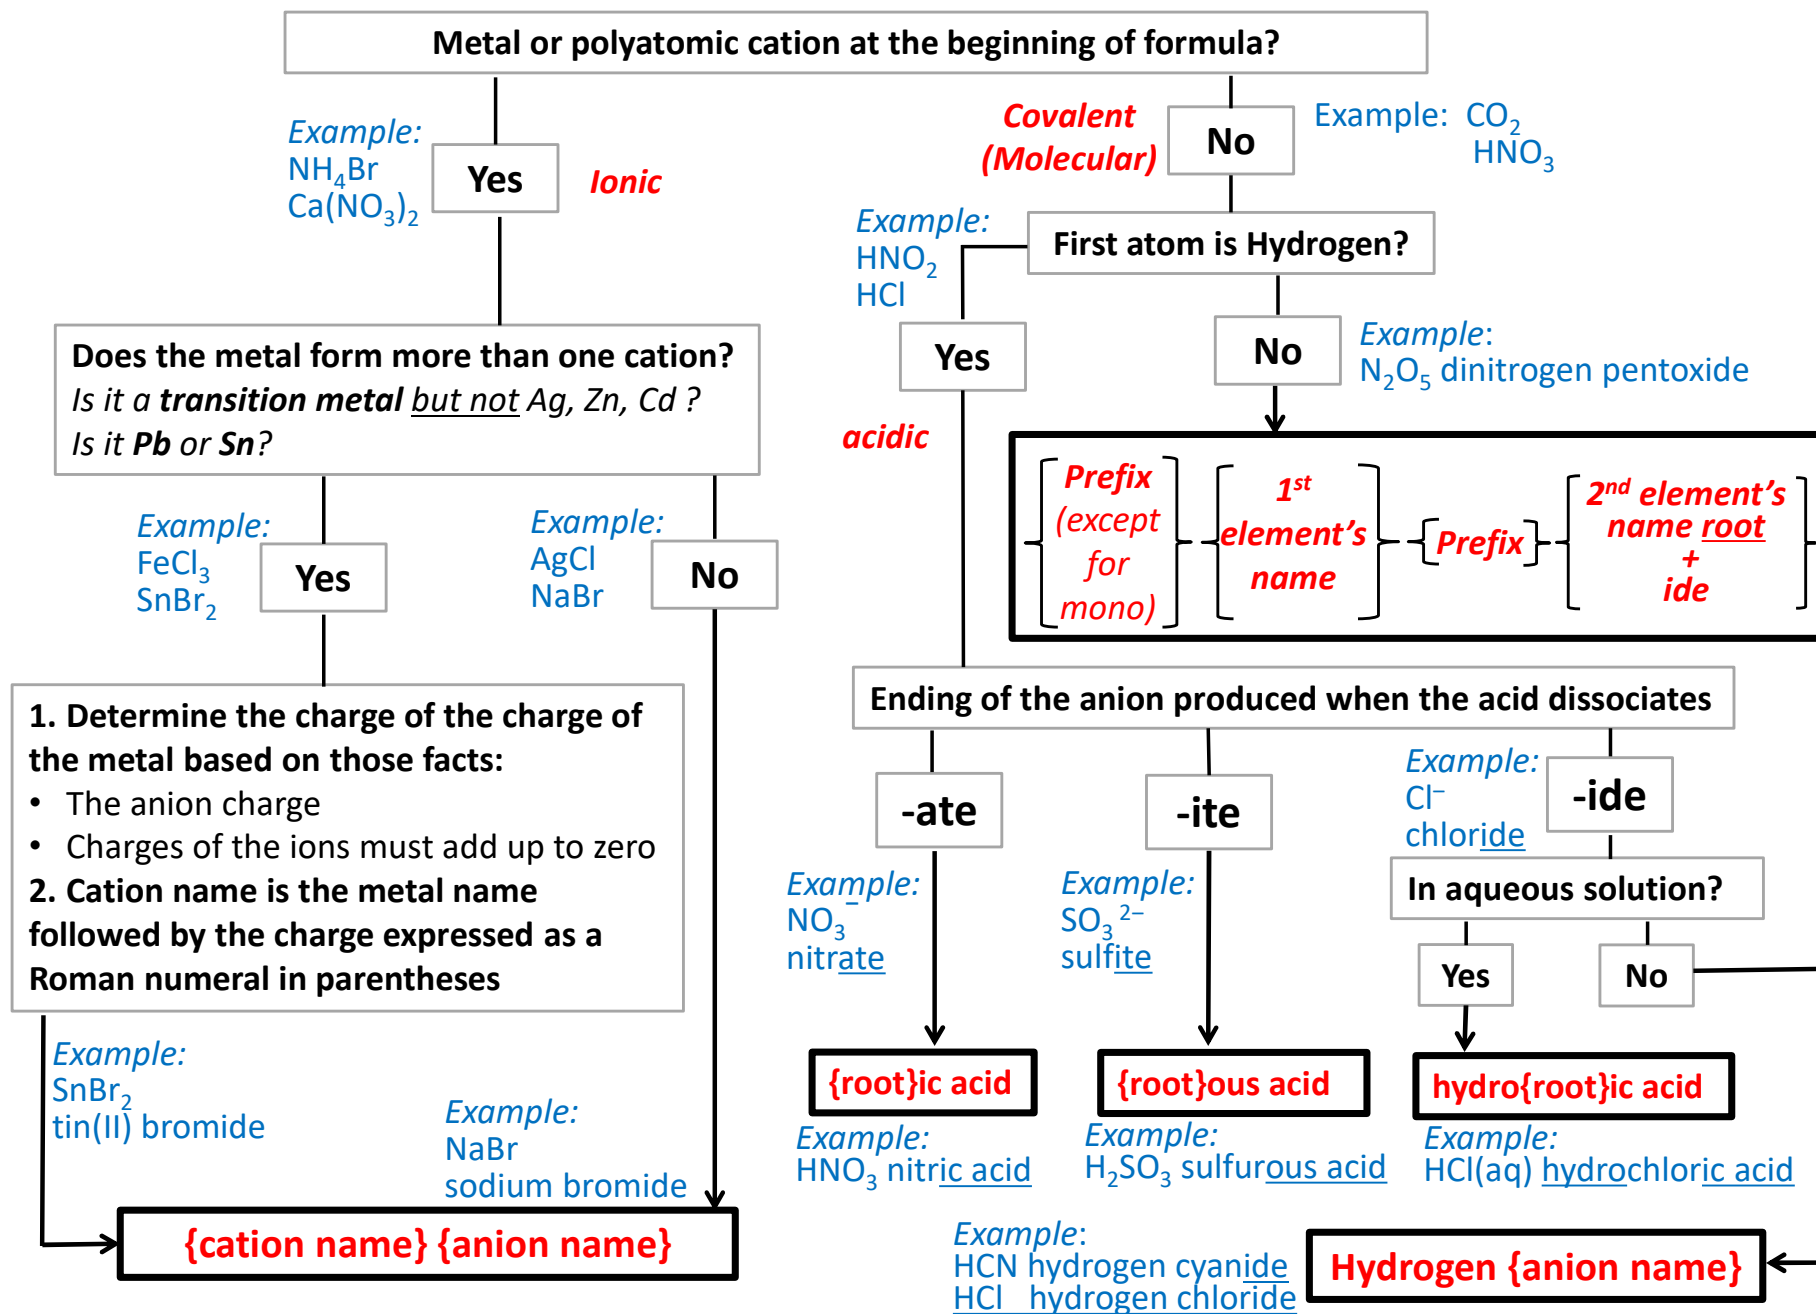 Metal or polyatomic cation at the beginning of formula?
Example:
NH₄Br
Ca(NO₃)₂
Yes
Ionic
Covalent
(Molecular)
No
Example: CO₂
HNO₃
Example:
HNO₂
HCl
First atom is Hydrogen?
Yes
No
Example:
N₂O₅ dinitrogen pentoxide
acidic
Does the metal form more than one cation?
Is it a transition metal but not Ag, Zn, Cd ?
Is it Pb or Sn?
Example:
FeCl₃
SnBr₂
Yes
Example:
AgCl
NaBr
No
Prefix
(except
for
mono)
1st
element's
name
{Prefix}
2nd element's
name root
+
ide
1. Determine the charge of the charge of
the metal based on those facts:
• The anion charge
• Charges of the ions must add up to zero
2. Cation name is the metal name
followed by the charge expressed as a
Roman numeral in parentheses
Example:
SnBr₂
tin(II) bromide
Example:
NaBr
sodium bromide
{cation name} {anion name}
Ending of the anion produced when the acid dissociates
-ate
-ite
Example:
Cl⁻
chloride
-ide
Example:
NO₃⁻
nitrate
Example:
SO₃²⁻
sulfite
In aqueous solution?
Yes
No
{root}ic acid
{root}ous acid
hydro{root}ic acid
Example:
HNO₃ nitric acid
Example:
H₂SO₃ sulfurous acid
Example:
HCl(aq) hydrochloric acid
Example:
HCN hydrogen cyanide
HCl hydrogen chloride
Hydrogen {anion name}